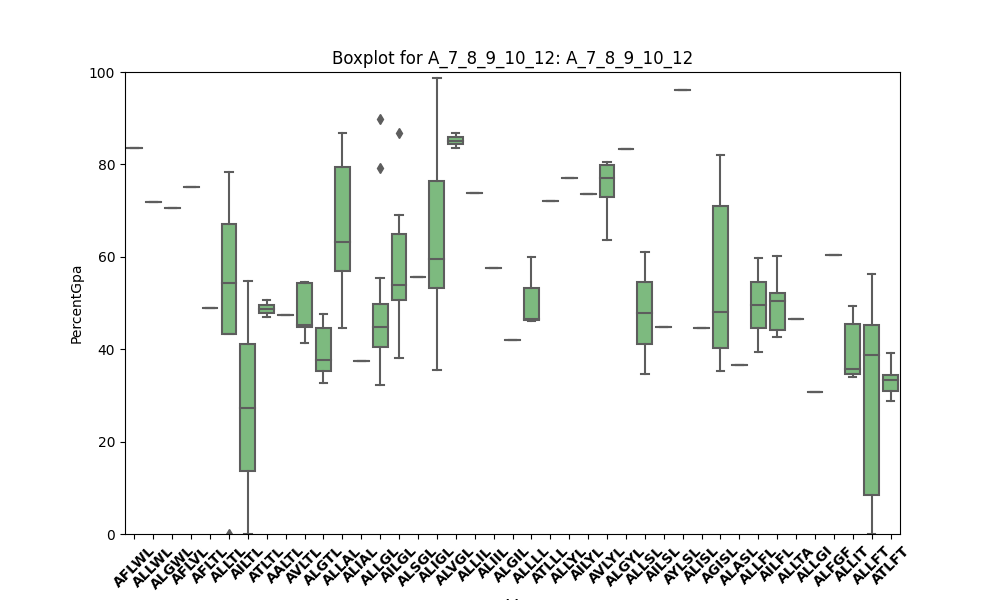 Boxplot for A_7_8_9_10_12: A_7_8_9_10_12
PercentGpa
100
80
60
40
20
0
AFLWL
ALLWL
ALGWL
AFLVL
AFLTL
ALLTL
AILTL
ATLTL
AALTL
AVLTL
ALGTL
ALLAL
ALIAL
ALLGL
AILGL
ALSGL
ALIGL
ALVGL
ALLIL
ALIIL
ALGIL
ALLLL
ATLLL
ALLYL
AILYL
AVLYL
ALGYL
ALLSL
AILSL
AYLSL
ALISL
AGISL
ALASL
ALLFL
AILFL
ALLTA
ALLGI
ALFGF
ALLIT
ALLFT
ATLFT